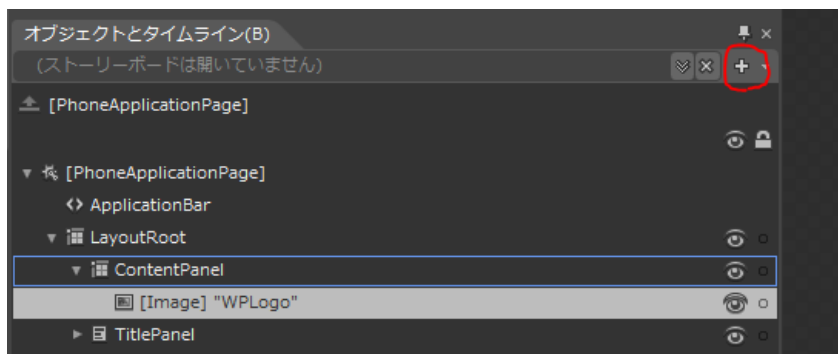 オブジェクトとタイムライン(B)
(ストーリーボードは開いていません)
[PhoneApplicationPage]
[PhoneApplicationPage]
ApplicationBar
LayoutRoot
ContentPanel
[Image] "WPLogo"
TitlePanel